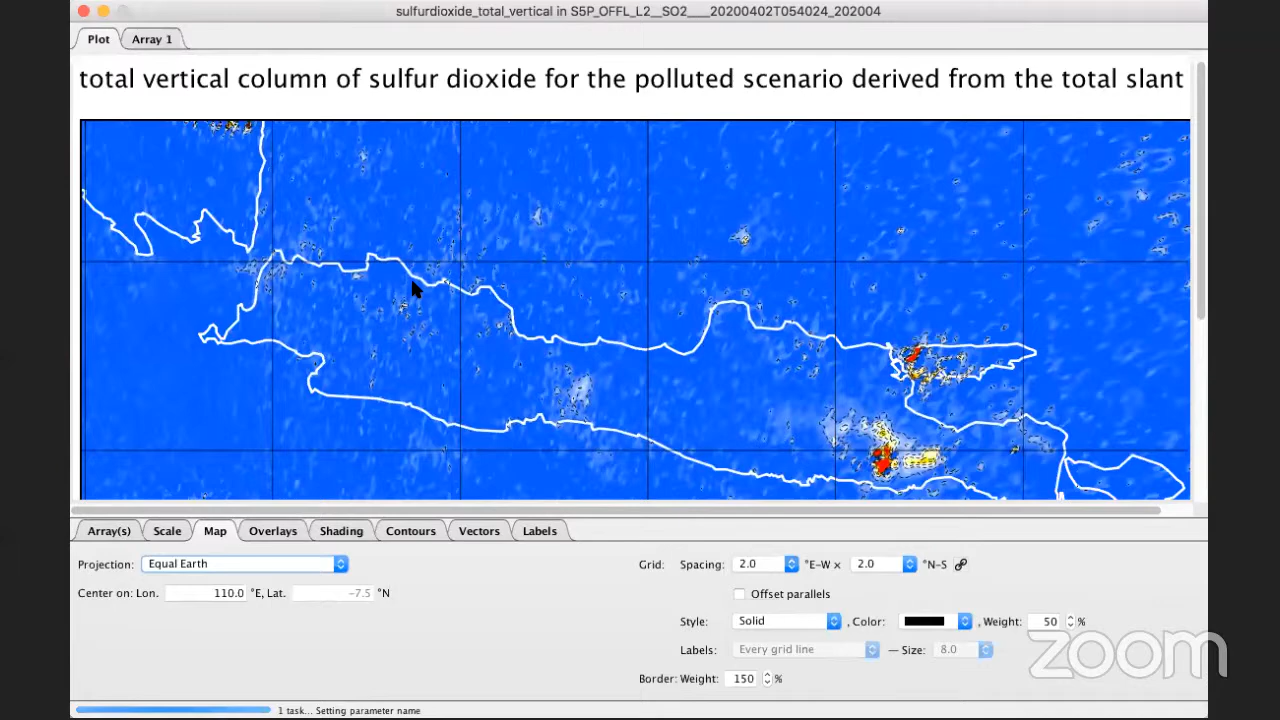 sulfurdioxide_total_vertical in S5P_OFFL_L2__SO2____20200402T054024_202004
Plot Array 1
total vertical column of sulfur dioxide for the polluted scenario derived from the total slant
Array(s) Scale Map Overlays Shading Contours Vectors Labels
Projection: Equal Earth Grid: Spacing: 2.0 °E-W × 2.0 °N-S
Center on: Lon. 110.0 °E, Lat. -7.5 °N Offset parallels
Style: Solid , Color: , Weight: 50 %
Labels: Every grid line — Size: 8.0
Border: Weight: 150 %
1 task... Setting parameter name
zoom